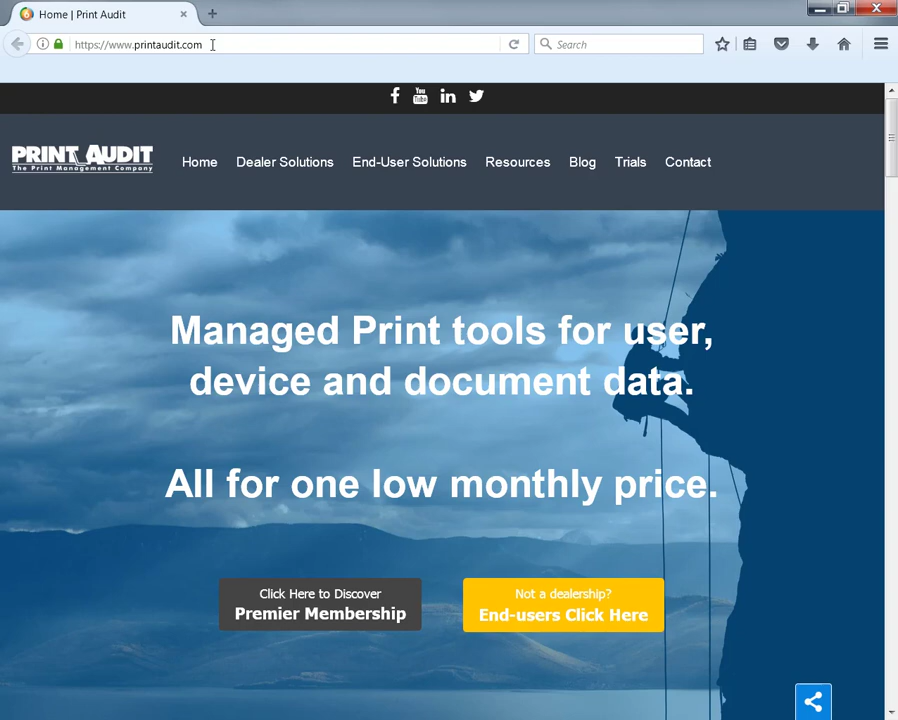 Home | Print Audit
https://www.printaudit.com
Search
You
Tube
PRINT AUDIT
The Print Management Company
Home Dealer Solutions End-User Solutions Resources Blog Trials Contact
Managed Print tools for user,
device and document data.
All for one low monthly price.
Click Here to Discover
Premier Membership
Not a dealership?
End-users Click Here